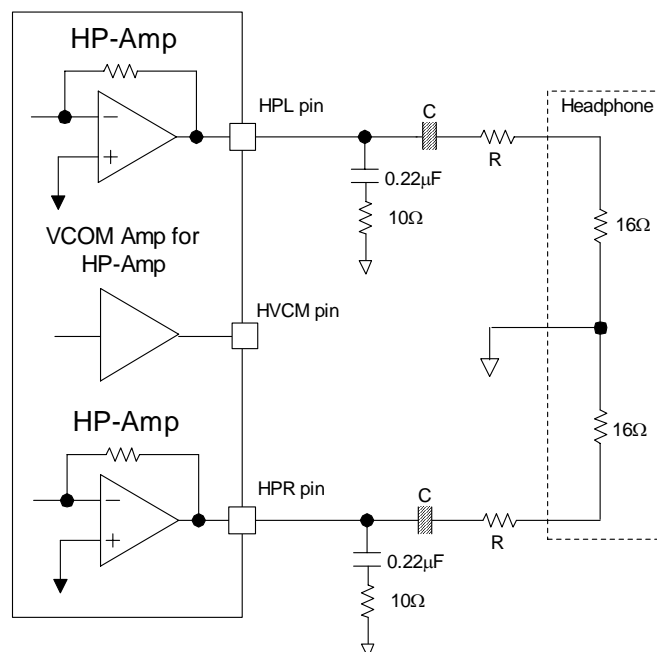 HP-Amp
−
+
HPL pin
C
R
Headphone
0.22μF
10Ω
16Ω
VCOM Amp for
HP-Amp
HVCM pin
HP-Amp
−
+
16Ω
HPR pin
C
R
0.22μF
10Ω